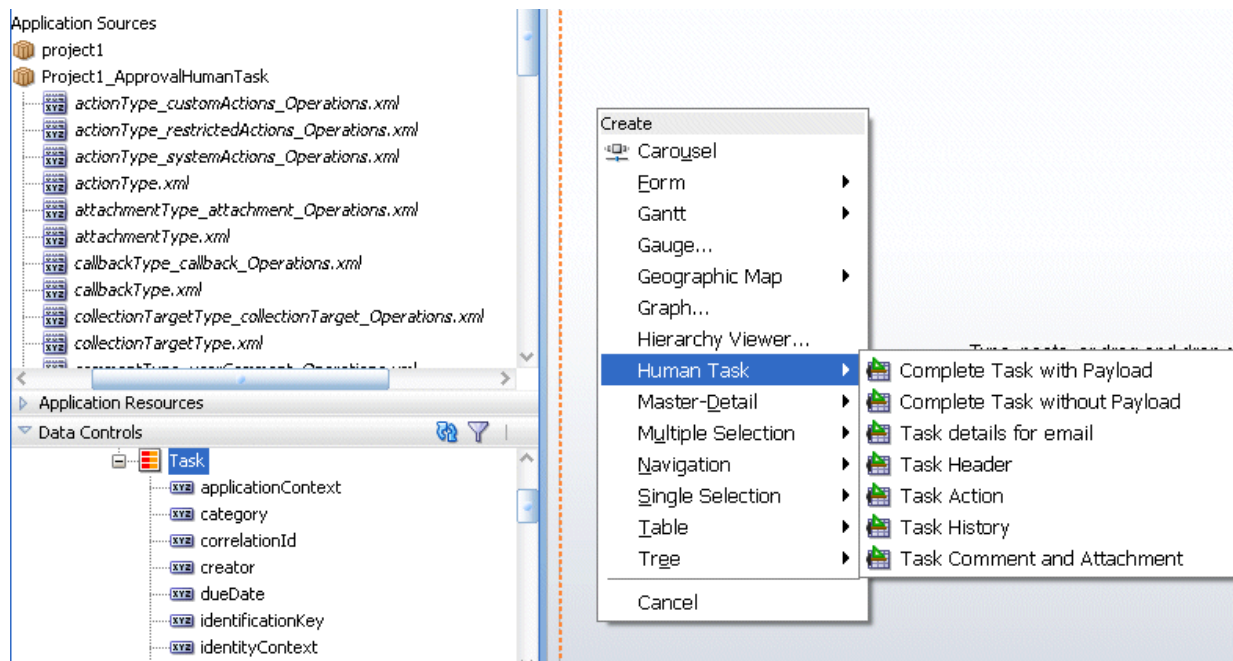 Application Sources
project1
Project1_ApprovalHumanTask
actionType_customActions_Operations.xml
actionType_restrictedActions_Operations.xml
actionType_systemActions_Operations.xml
actionType.xml
attachmentType_attachment_Operations.xml
attachmentType.xml
callbackType_callback_Operations.xml
callbackType.xml
collectionTargetType_collectionTarget_Operations.xml
collectionTargetType.xml
Application Resources
Data Controls
Task
applicationContext
category
correlationId
creator
dueDate
identificationKey
identityContext
Create
Carousel
Form
Gantt
Gauge...
Geographic Map
Graph...
Hierarchy Viewer...
Human Task
Master-Detail
Multiple Selection
Navigation
Single Selection
Table
Tree
Cancel
Complete Task with Payload
Complete Task without Payload
Task details for email
Task Header
Task Action
Task History
Task Comment and Attachment